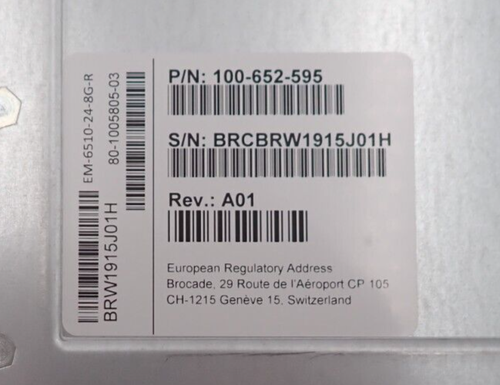 EM-6510-24-8G-R
80-1005805-03
BRW1915J01H
P/N: 100-652-595
S/N: BRCBRW1915J01H
Rev.: A01
European Regulatory Address
Brocade, 29 Route de l'Aéroport CP 105
CH-1215 Genève 15, Switzerland